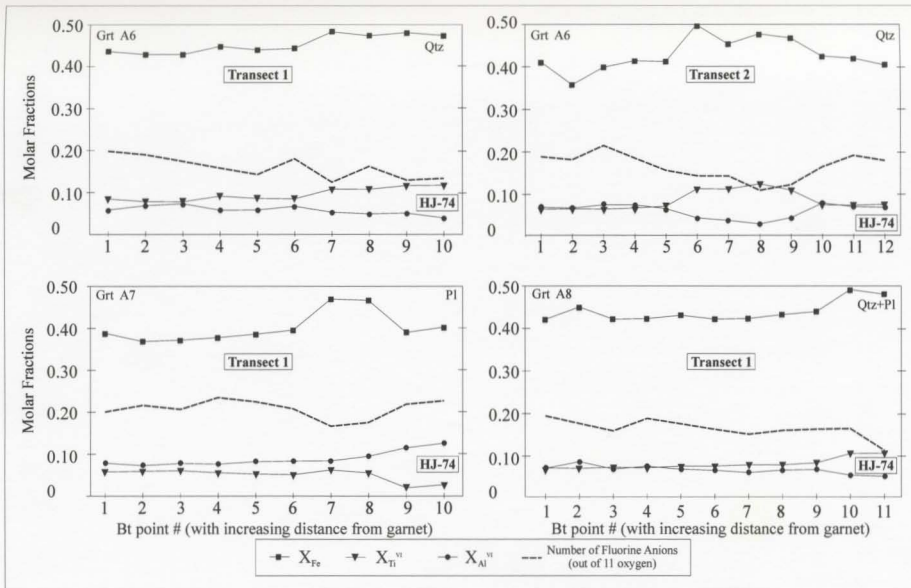 Molar Fractions
0.50
0.40
0.30
0.20
0.10
0
Grt A6
Qtz
Transect 1
HJ-74
1 2 3 4 5 6 7 8 9 10
0.50
0.40
0.30
0.20
0.10
0
Grt A6
Qtz
Transect 2
HJ-74
1 2 3 4 5 6 7 8 9 10 11 12
Molar Fractions
0.50
0.40
0.30
0.20
0.10
0
Grt A7
Pl
Transect 1
HJ-74
1 2 3 4 5 6 7 8 9 10
Bt point # (with increasing distance from garnet)
0.50
0.40
0.30
0.20
0.10
0
Grt A8
Qtz+Pl
Transect 1
HJ-74
1 2 3 4 5 6 7 8 9 10 11
Bt point # (with increasing distance from garnet)
X Fe
X Ti VI
X Al VI
Number of Fluorine Anions
(out of 11 oxygen)